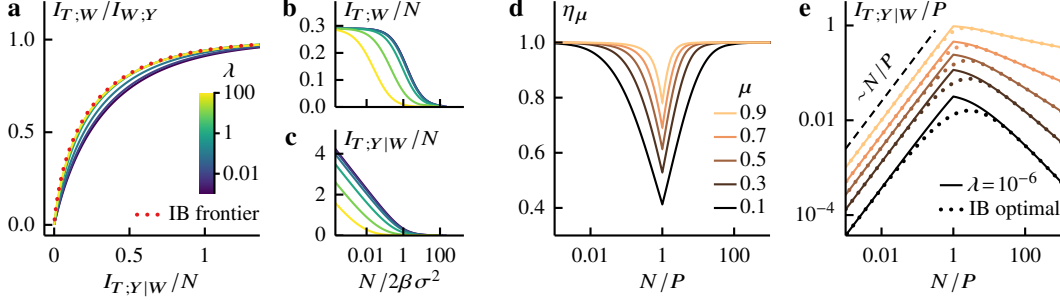 a
I_{T;W}/I_{W;Y}
1.0
0.5
0.0
0
0.5
1
I_{T;Y|W}/N
λ
100
1
0.01
IB frontier
b
I_{T;W}/N
0.3
0.2
0.1
0.0
c
I_{T;Y|W}/N
4
2
0
0.01
1
100
N/2βσ²
d
η_μ
1.0
0.8
0.6
0.4
0.01
1
100
N/P
μ
0.9
0.7
0.5
0.3
0.1
e
I_{T;Y|W}/P
1
0.01
10⁻⁴
~N/P
λ=10⁻⁶
IB optimal
0.01
1
100
N/P